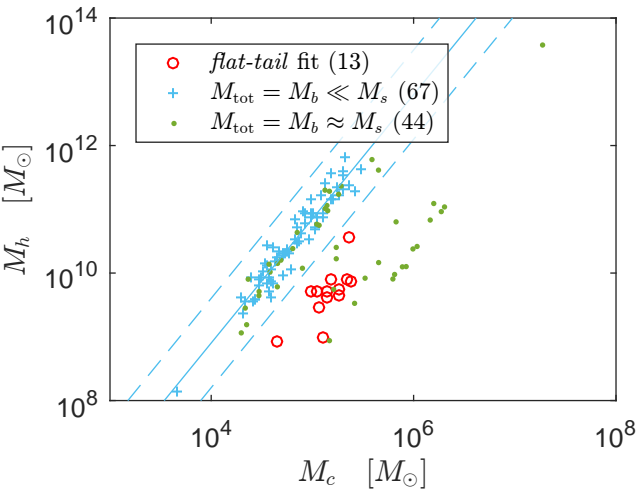 10^14
flat-tail fit (13)
M_tot = M_b ≪ M_s (67)
M_tot = M_b ≈ M_s (44)
10^12
M_h [M_⊙]
10^10
10^8
10^4 10^6 10^8
M_c [M_⊙]